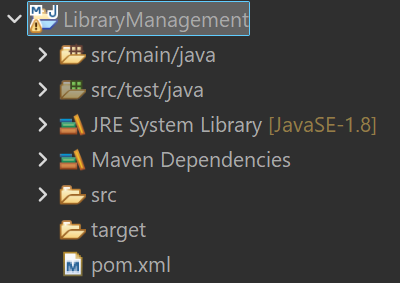 LibraryManagement
src/main/java
src/test/java
JRE System Library [JavaSE-1.8]
Maven Dependencies
src
target
pom.xml